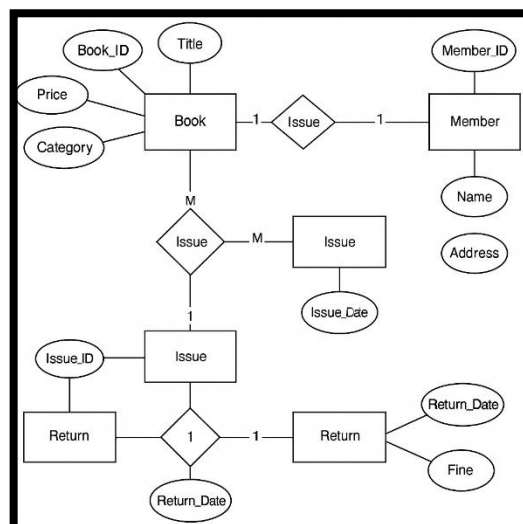 Book_ID
Title
Member_ID
Price
Book
1
Issue
1
Member
Category
Name
M
Issue
M
Issue
Address
Issue_Date
1
Issue_ID
Issue
Return_Date
Return
1
1
Return
Fine
Return_Date